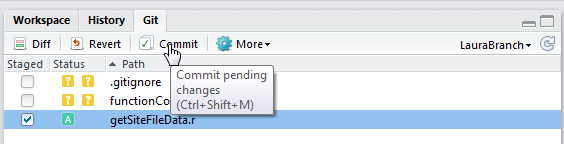 Workspace History Git
Diff Revert Commit More LauraBranch
Staged Status Path
? ? .gitignore
? ? functionCo
A getSiteFileData.r
Commit pending
changes
(Ctrl+Shift+M)